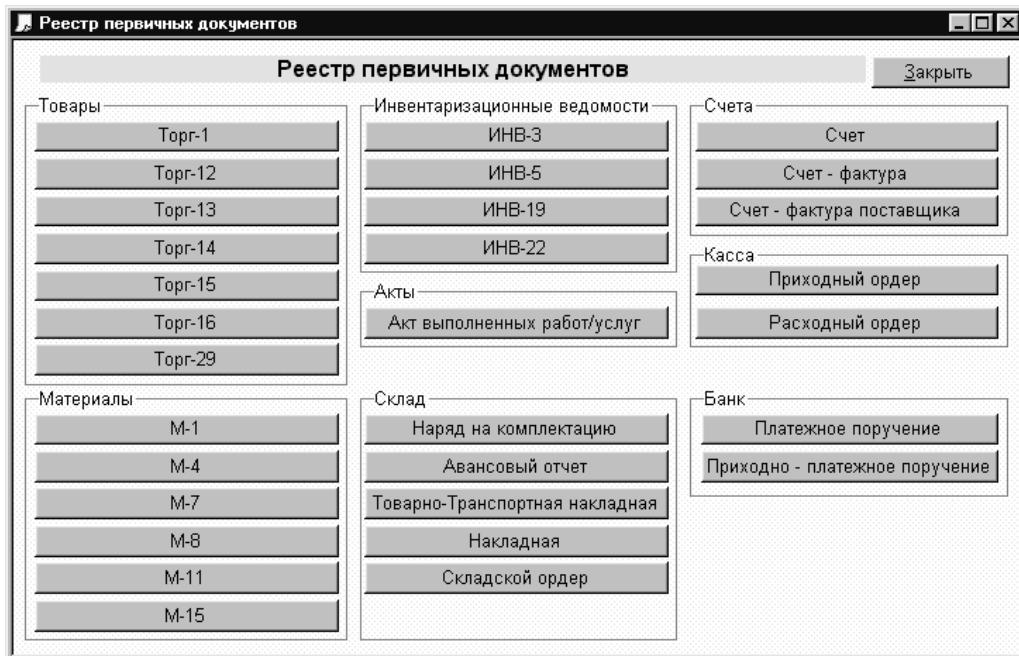 Реестр первичных документов
Реестр первичных документов
Закрыть
Товары
Торг-1
Торг-12
Торг-13
Торг-14
Торг-15
Торг-16
Торг-29
Инвентаризационные ведомости
ИНВ-3
ИНВ-5
ИНВ-19
ИНВ-22
Акты
Акт выполненных работ/услуг
Счета
Счет
Счет - фактура
Счет - фактура поставщика
Касса
Приходный ордер
Расходный ордер
Материалы
М-1
М-4
М-7
М-8
М-11
М-15
Склад
Наряд на комплектацию
Авансовый отчет
Товарно-Транспортная накладная
Накладная
Складской ордер
Банк
Платежное поручение
Приходно - платежное поручение